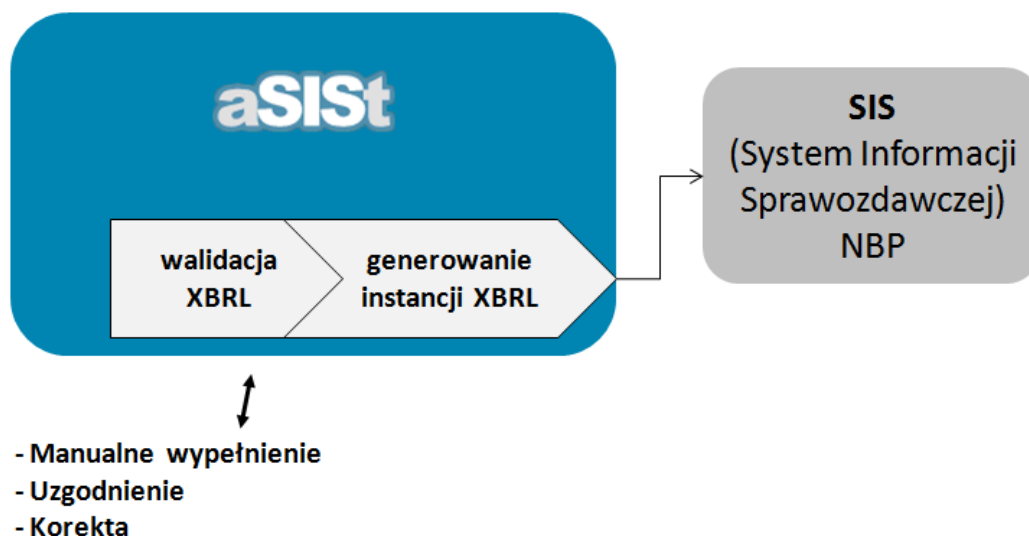 aSISt
walidacja
XBRL
generowanie
instancji XBRL
SIS
(System Informacji
Sprawozdawczej)
NBP
- Manualne wypełnienie
- Uzgodnienie
- Korekta